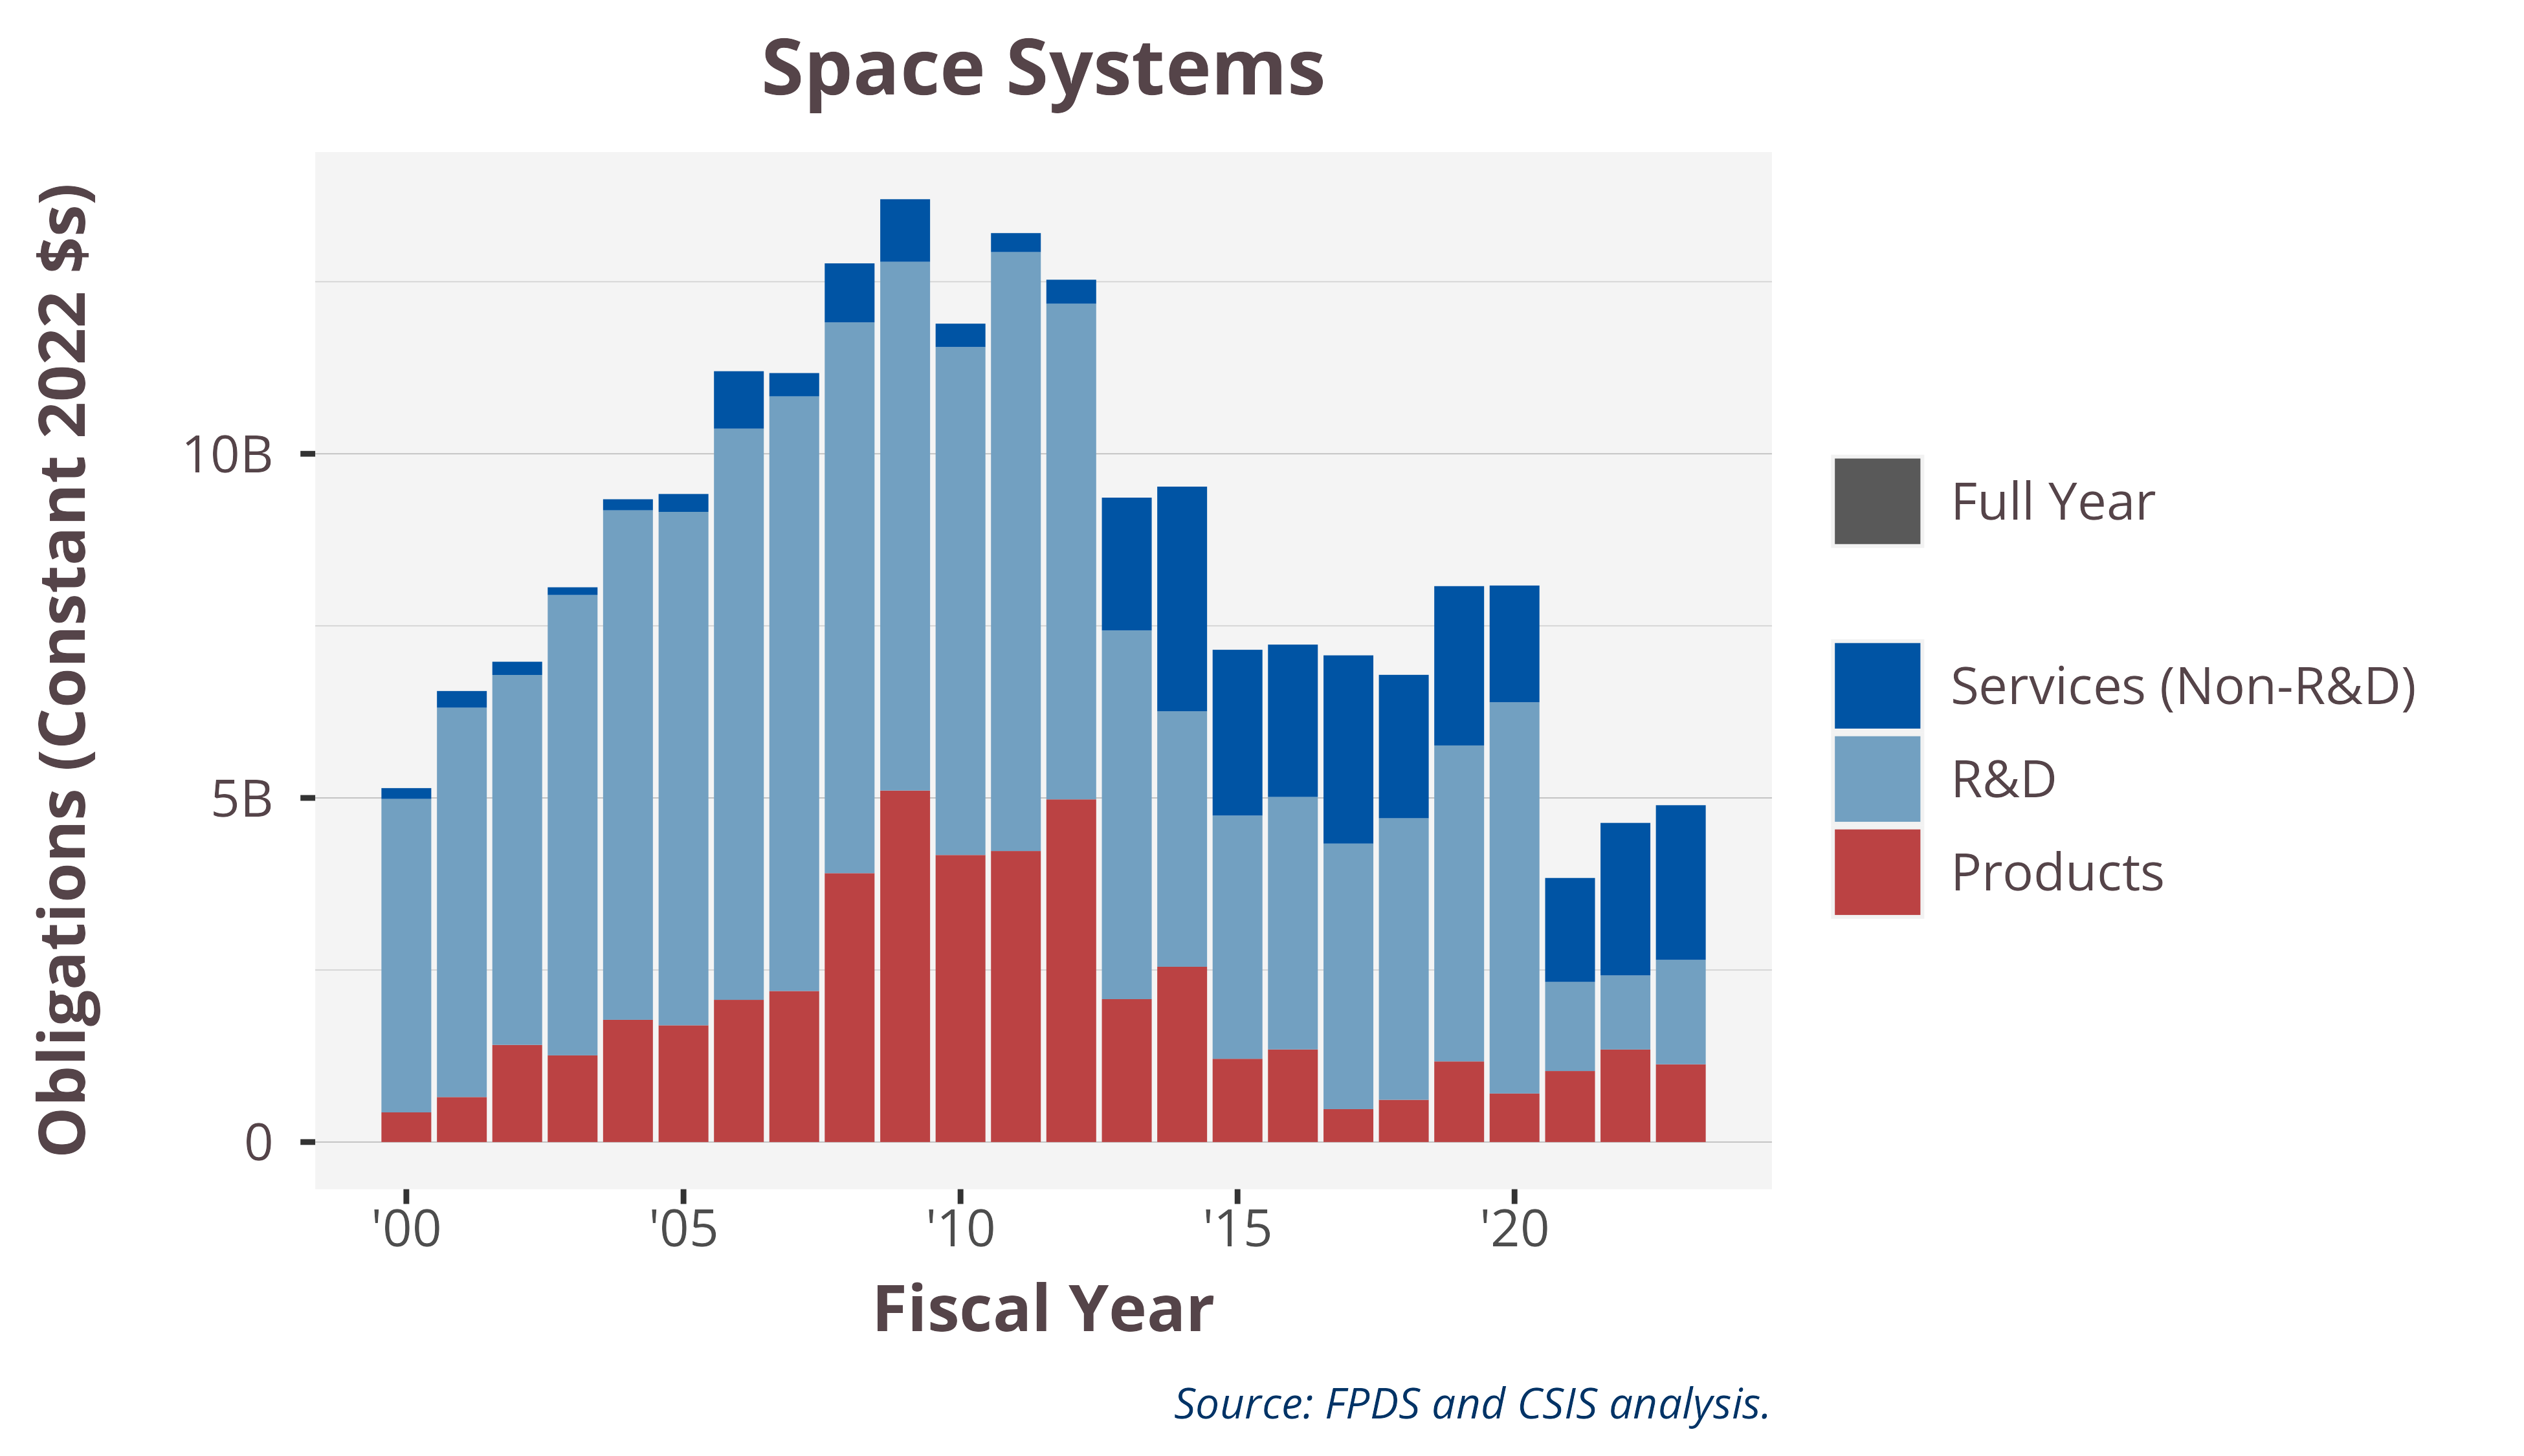 Space Systems
Obligations (Constant 2022 $s)
10B
5B
0
'00
'05
'10
'15
'20
Fiscal Year
Full Year
Services (Non-R&D)
R&D
Products
Source: FPDS and CSIS analysis.